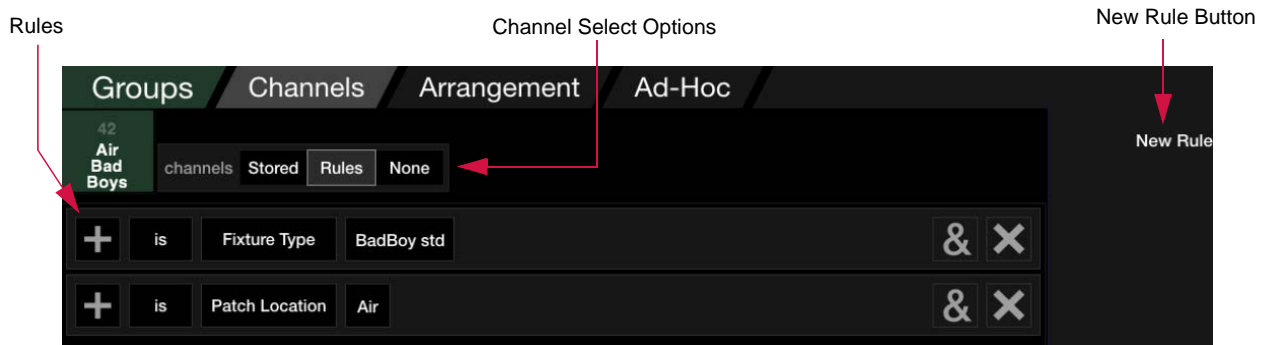 Rules
Channel Select Options
New Rule Button
Groups Channels Arrangement Ad-Hoc
42
Air
Bad
Boys
channels Stored Rules None
New Rule
+ is Fixture Type BadBoy std & ×
+ is Patch Location Air & ×